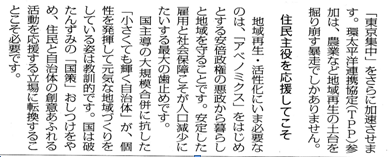 「東京集中」をさらに加速させま
す。環太平洋連携協定（ＴＰＰ）参
加は、農業など地域再生の土台を
掘り崩す暴走でしかありません。
住民主役を応援してこそ
地域再生・活性化にいま必要な
のは、「アベノミクス」をはじめ
とする安倍政権の悪政から暮らし
と地域を守ることです。安定した
雇用と社会保障こそが人口減少に
たいする最大の歯止めです。
国主導の大規模合併に抗した
「小さくても輝く自治体」が、個
性を発揮して元気な地域づくりを
している姿は教訓的です。国は破
たんずみの「国策」おしつけをや
め、住民と自治体の創意あふれる
活動を応援する立場に転換するこ
とこそ必要です。